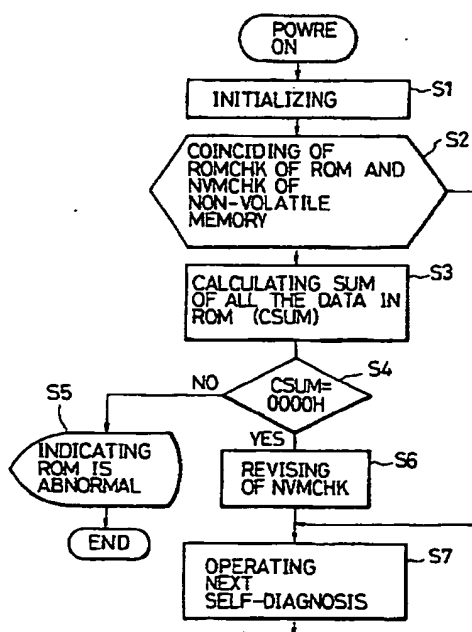 POWRE
ON
S1
INITIALIZING
S2
COINCIDING OF
ROMCHK OF ROM AND
NVMCHK OF
NON-VOLATILE
MEMORY
S3
CALCULATING SUM
OF ALL THE DATA IN
ROM (CSUM)
S4
CSUM=
0000H
NO
YES
S5
INDICATING
ROM IS
ABNORMAL
END
S6
REVISING
OF NVMCHK
S7
OPERATING
NEXT
SELF-DIAGNOSIS